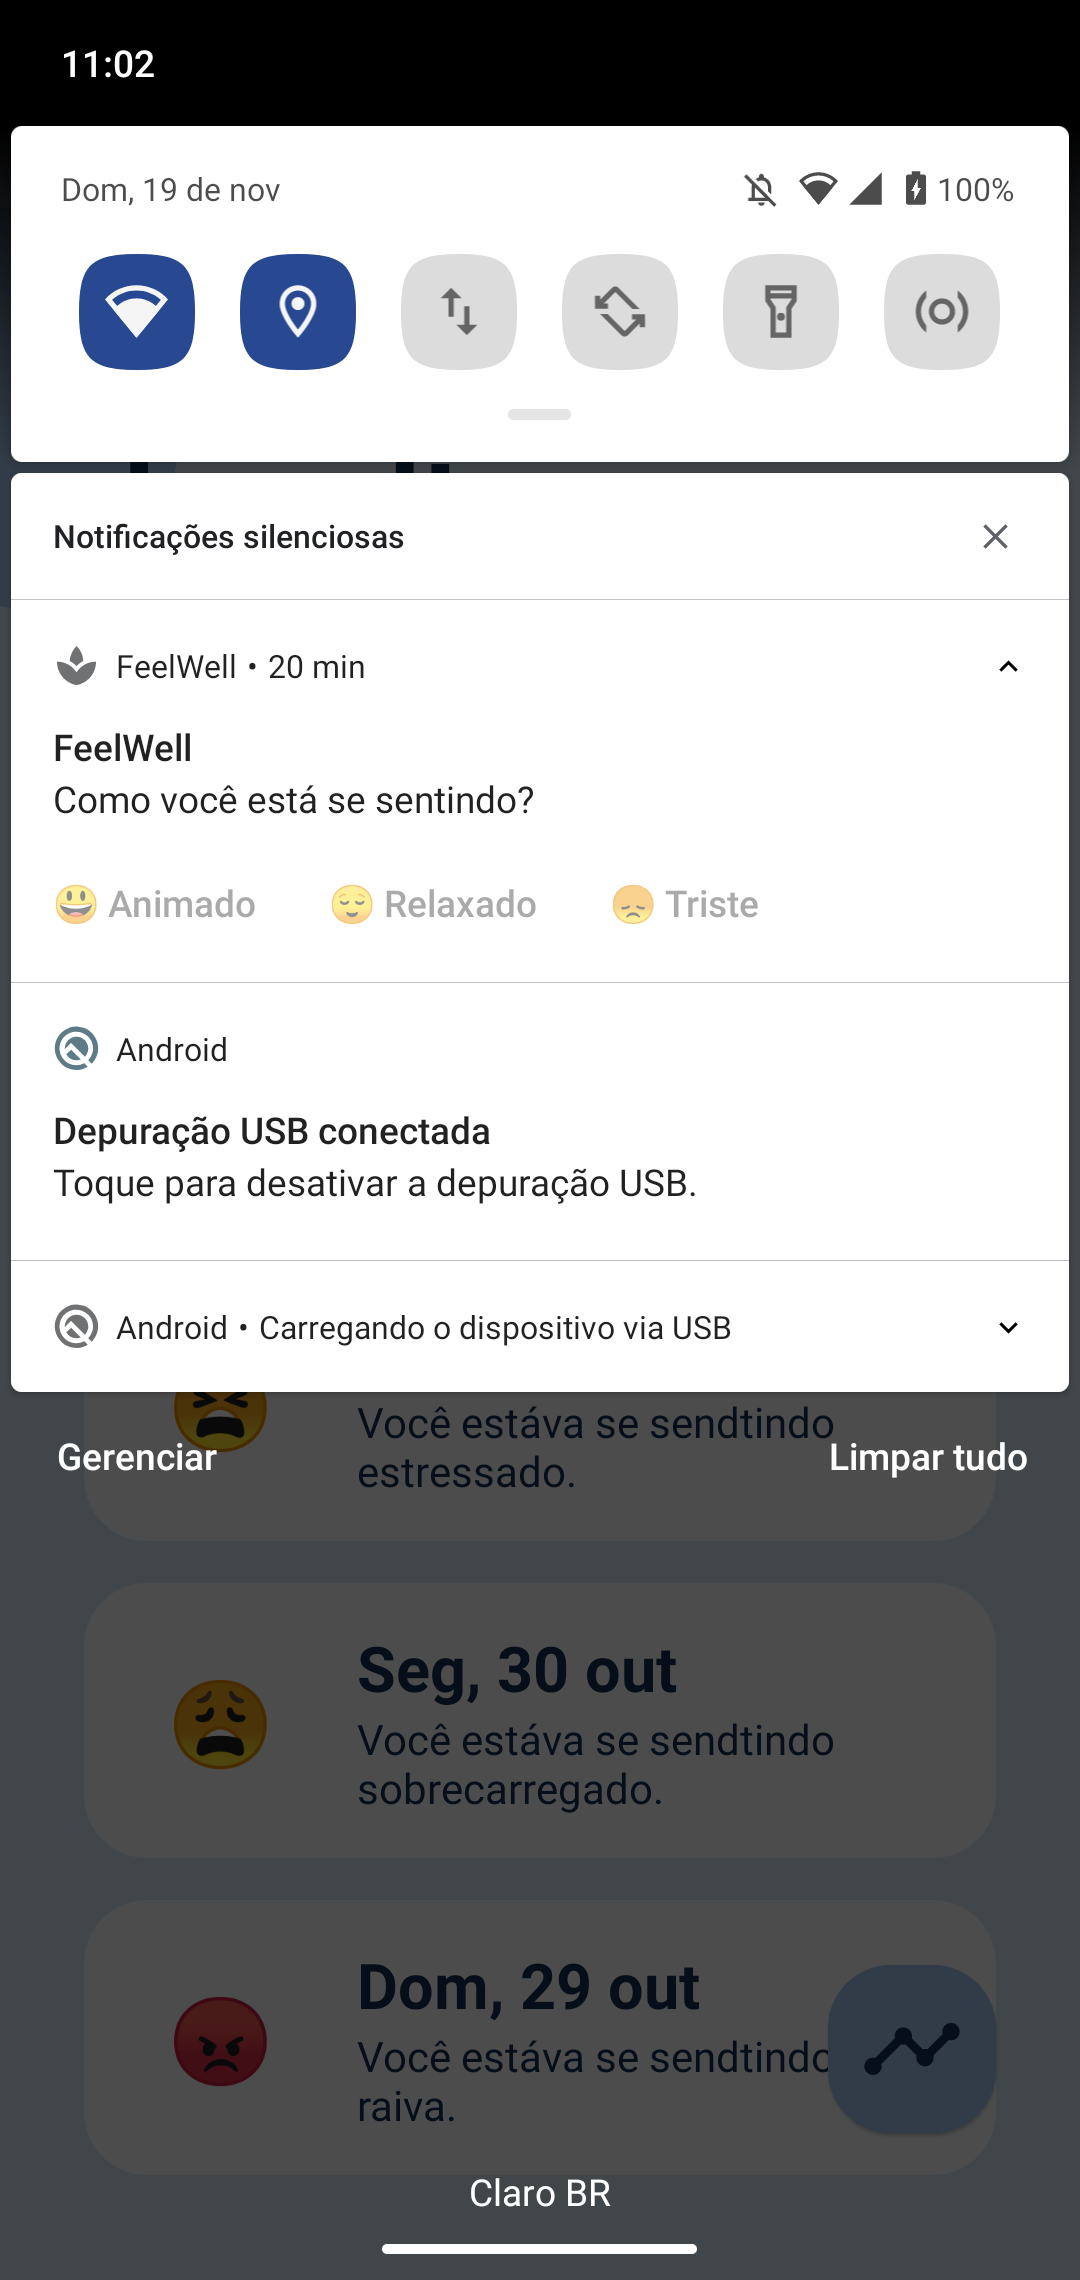 11:02
Dom, 19 de nov
100%
Notificações silenciosas
FeelWell • 20 min
FeelWell
Como você está se sentindo?
Animado
Relaxado
Triste
Android
Depuração USB conectada
Toque para desativar a depuração USB.
Android • Carregando o dispositivo via USB
Você estáva se sendtindo
estressado.
Gerenciar
Limpar tudo
Seg, 30 out
Você estáva se sendtindo
sobrecarregado.
Dom, 29 out
Você estáva se sendtindo
raiva.
Claro BR